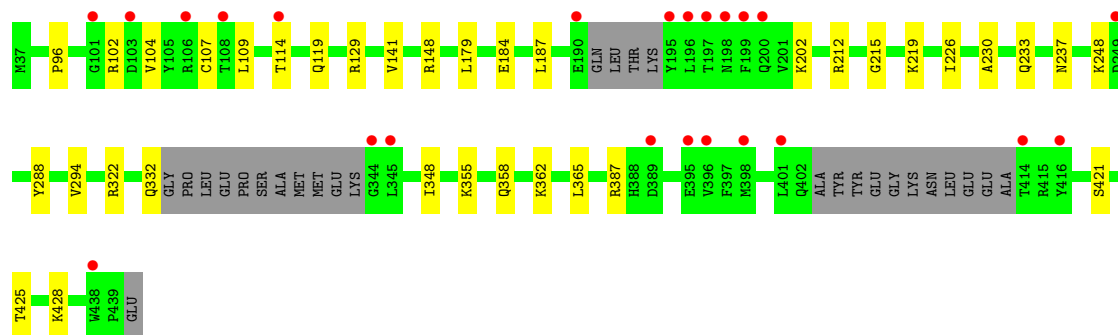 M37 P96 G101 R102 D103 V104 Y105 R106 C107 T108 L109 T114 Q119 R129 V141 R148 L179 E184 L187 E190 GLN LEU THR LYS Y195 L196 T197 N198 F199 Q200 V201 K202 R212 G215 K219 I226 A230 Q233 N237 K248 D249
Y288 V294 R322 Q332 GLY PRO LEU GLU PRO SER ALA MET MET GLU LYS G344 L345 I348 K355 Q358 K362 L365 R387 H388 D389 E395 V396 F397 M398 L401 Q402 ALA TYR TYR GLU GLY LYS ASN LEU GLU GLU ALA T414 R415 Y416 S421
T425 K428 W438 P439 GLU